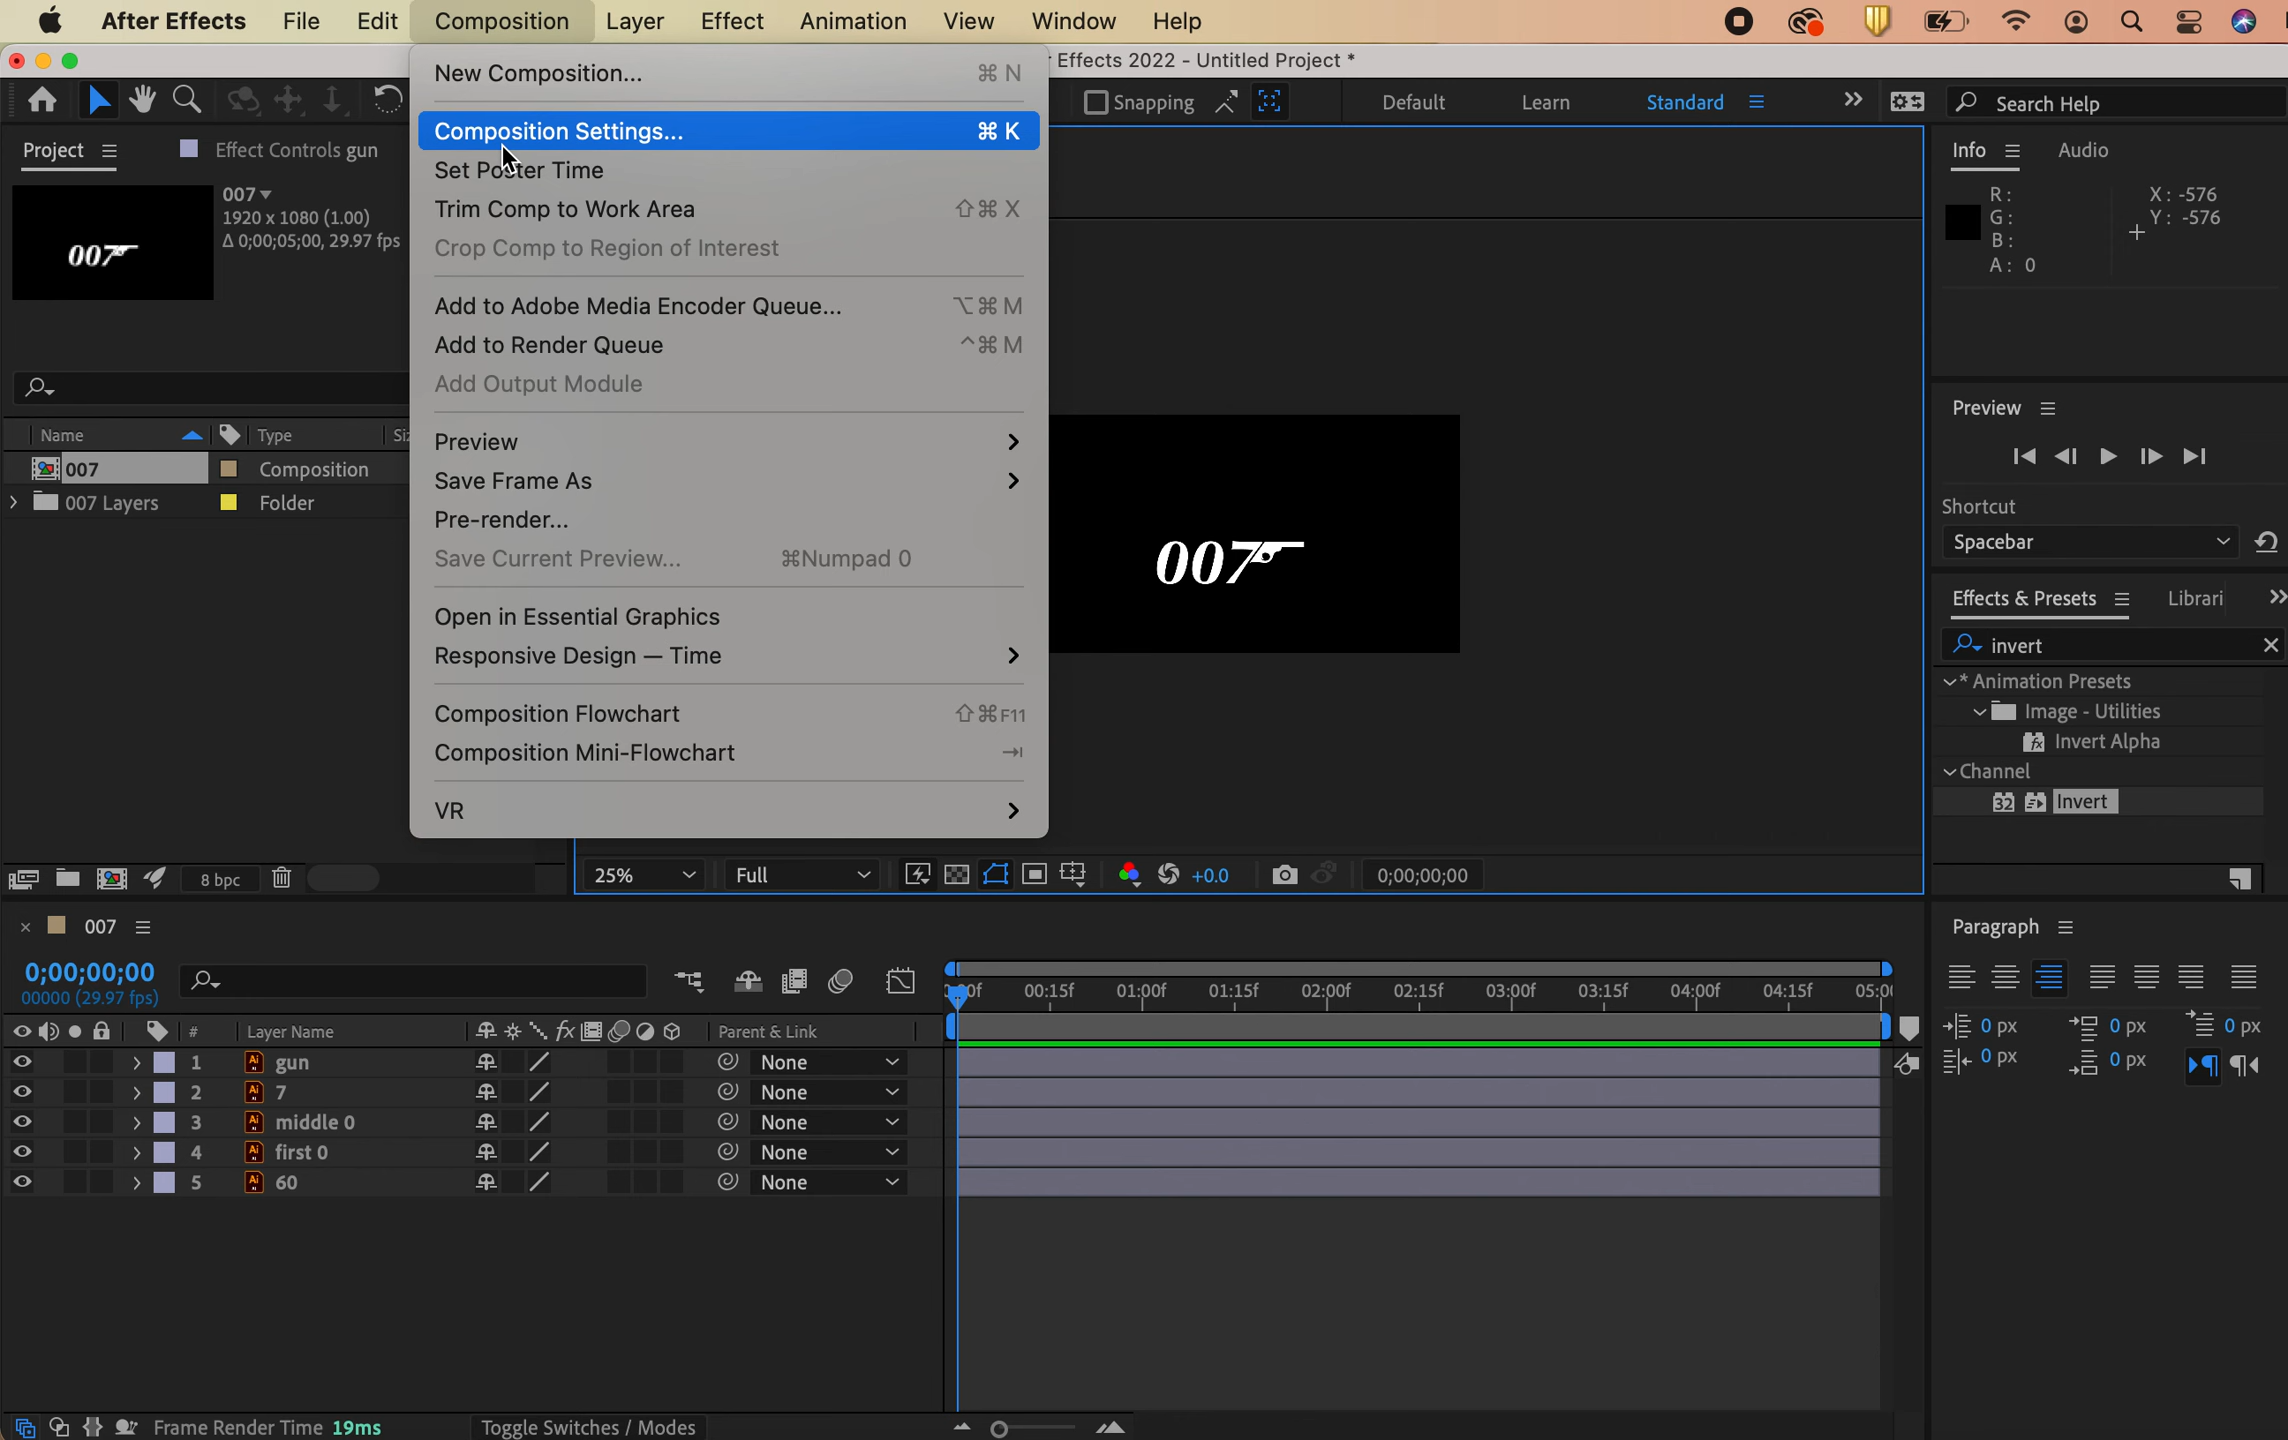 After Effects File Edit Composition Layer Effect Animation View Window Help
Effects 2022 - Untitled Project *
New Composition... ⌘ N
Composition Settings... ⌘ K
Set Poster Time
Trim Comp to Work Area ⇧⌘ X
Crop Comp to Region of Interest
Add to Adobe Media Encoder Queue... ⌥⌘ M
Add to Render Queue ^⌘ M
Add Output Module
Preview
Save Frame As
Pre-render...
Save Current Preview... ⌘Numpad 0
Open in Essential Graphics
Responsive Design — Time
Composition Flowchart ⇧⌘F11
Composition Mini-Flowchart ⇥
VR
Snapping Default Learn Standard Search Help
Project Effect Controls gun
007
007
1920 x 1080 (1.00)
Δ 0;00;05;00, 29.97 fps
Name Type
007 Composition
007 Layers Folder
8 bpc
007
25% Full +0.0 0;00;00;00
Info Audio
R:
G:
B:
A: 0
X: -576
Y: -576
Preview
Shortcut
Spacebar
Effects & Presets Librari
invert
* Animation Presets
Image - Utilities
Invert Alpha
Channel
32 Invert
007
0;00;00;00
00000 (29.97 fps)
00:15f 01:00f 01:15f 02:00f 02:15f 03:00f 03:15f 04:00f 04:15f
# Layer Name fx Parent & Link
1 Ai gun None
2 Ai 7 None
3 Ai middle 0 None
4 Ai first 0 None
5 Ai 60 None
Frame Render Time 19ms Toggle Switches / Modes
Paragraph
0 px 0 px 0 px
0 px 0 px